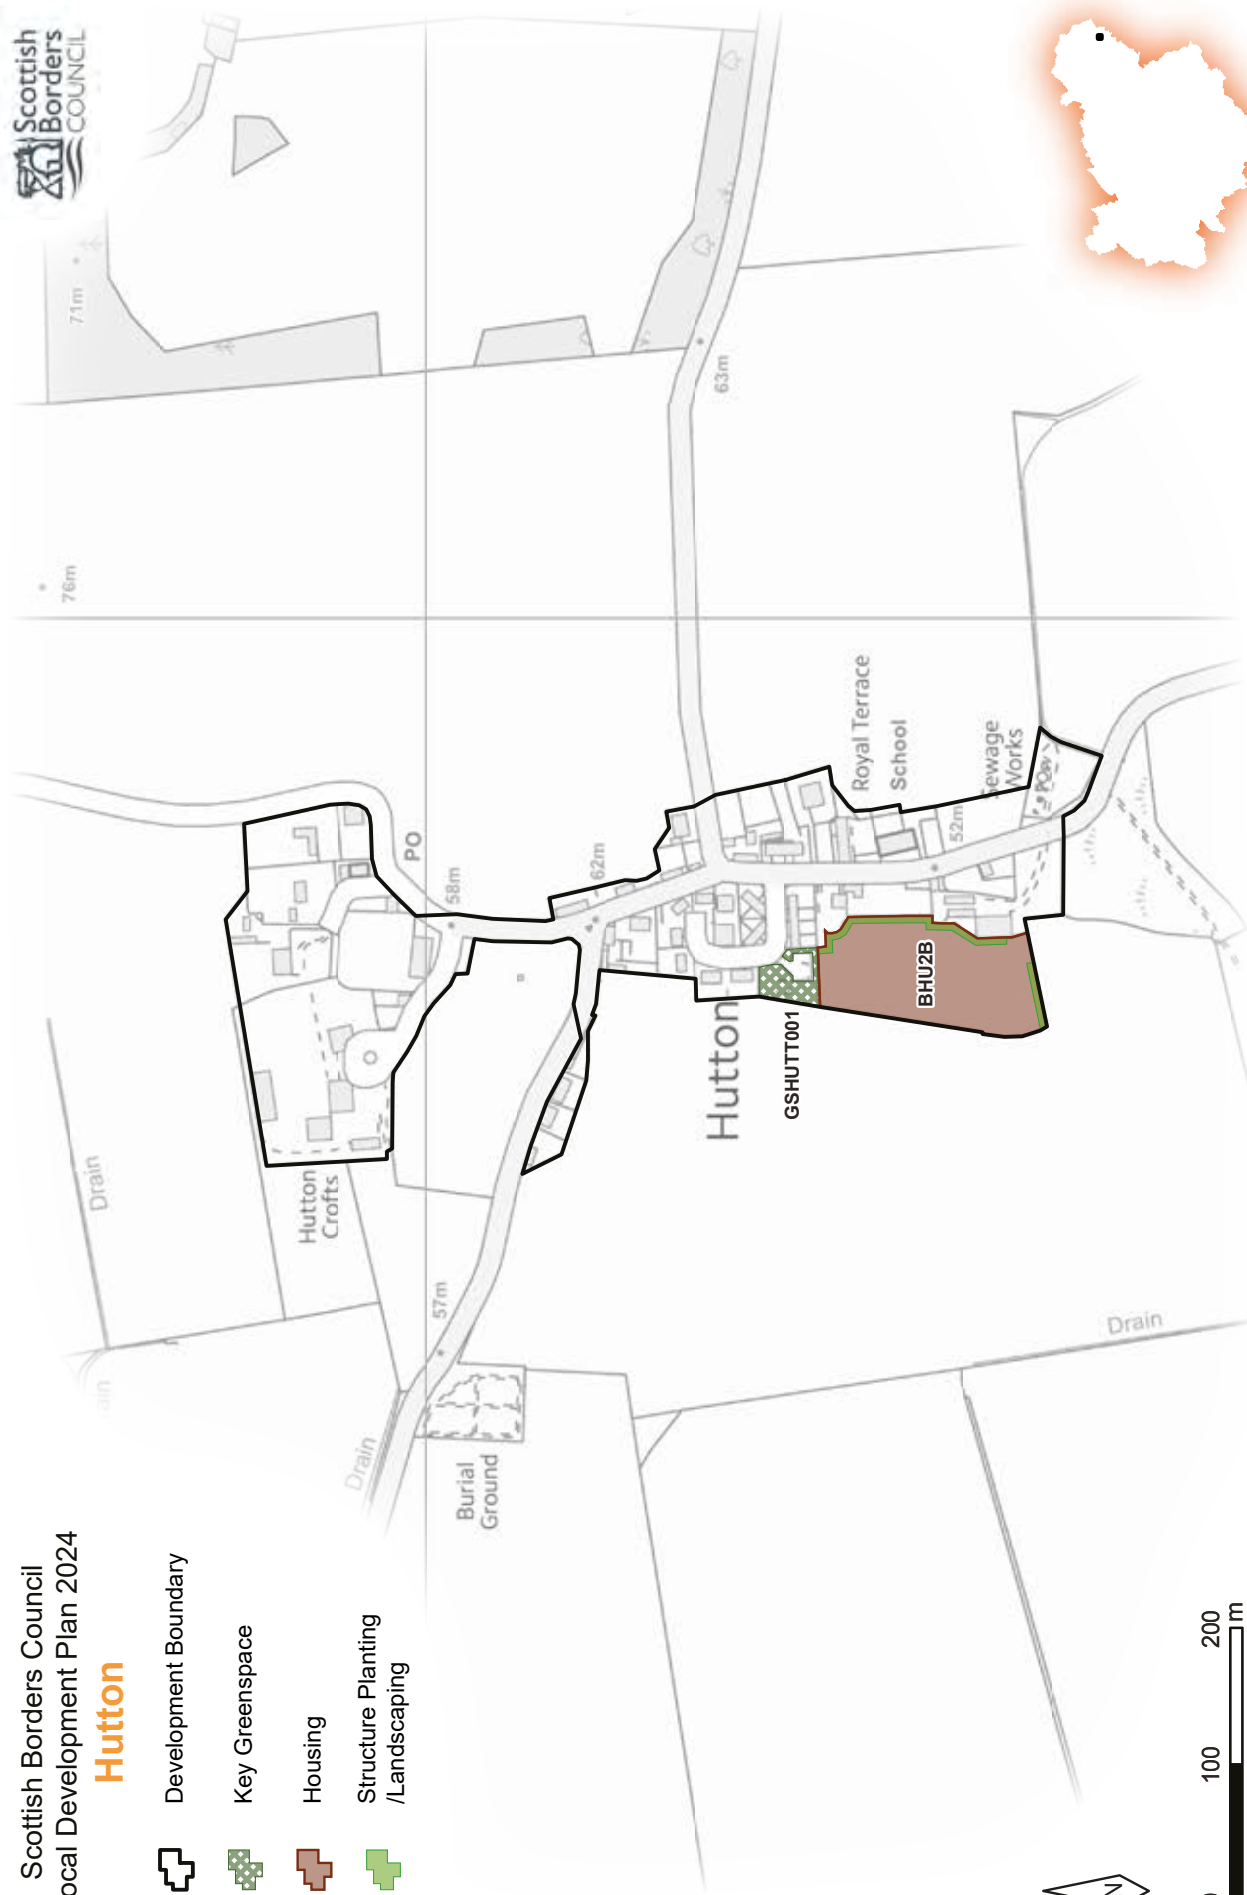 Scottish Borders Council
ocal Development Plan 2024
Hutton
Development Boundary
Key Greenspace
Housing
Structure Planting
/Landscaping
Scottish
Borders
COUNCIL
71m
76m
Drain
Hutton
Crofts
PO
58m
57m
Drain
Burial
Ground
62m
63m
Hutton
GSHUTT001
BHU2B
Royal Terrace
School
52m
Sewage
Works
Drain
100
200
m
N